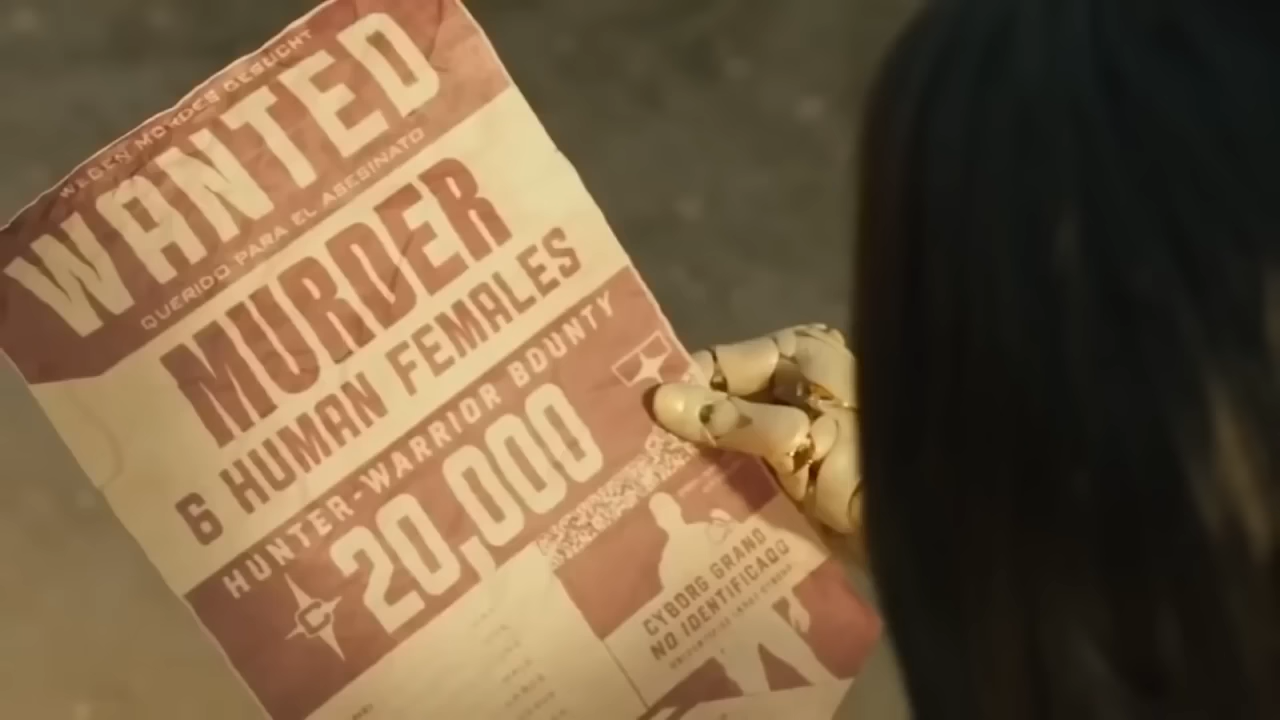 WEGEN MORDES GESUCHT
WANTED
QUERIDO PARA EL ASESINATO
MURDER
6 HUMAN FEMALES
HUNTER-WARRIOR BOUNTY
C 20,000
CYBORG GRAND
NO IDENTIFICADO